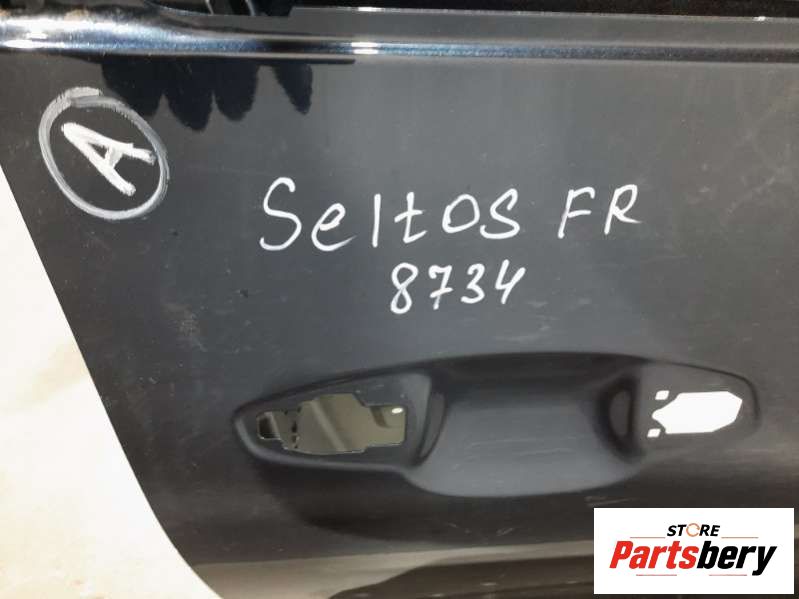 A
Seltos FR
8734
STORE
Partsbery